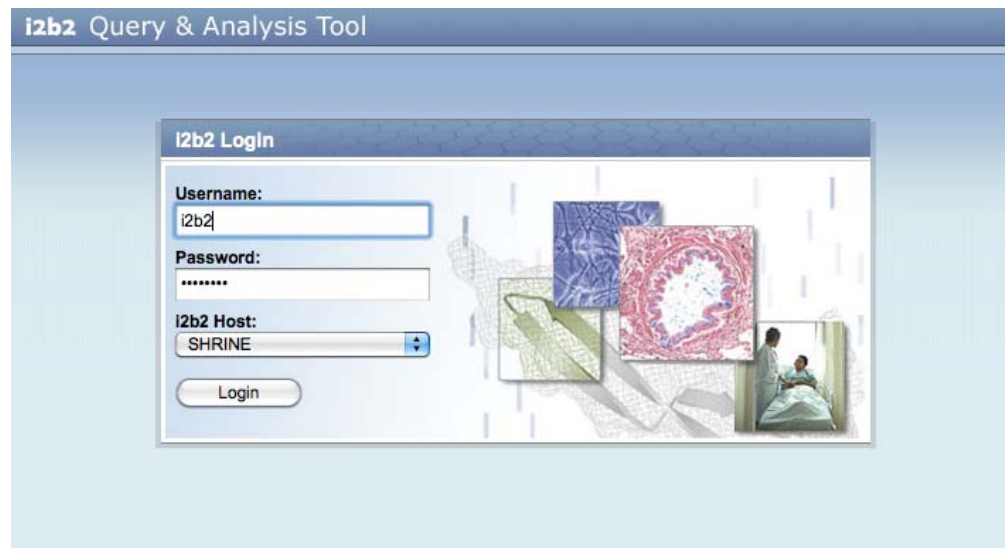 i2b2 Query & Analysis Tool
i2b2 Login
Username:
i2b2
Password:
••••••••
i2b2 Host:
SHRINE
Login